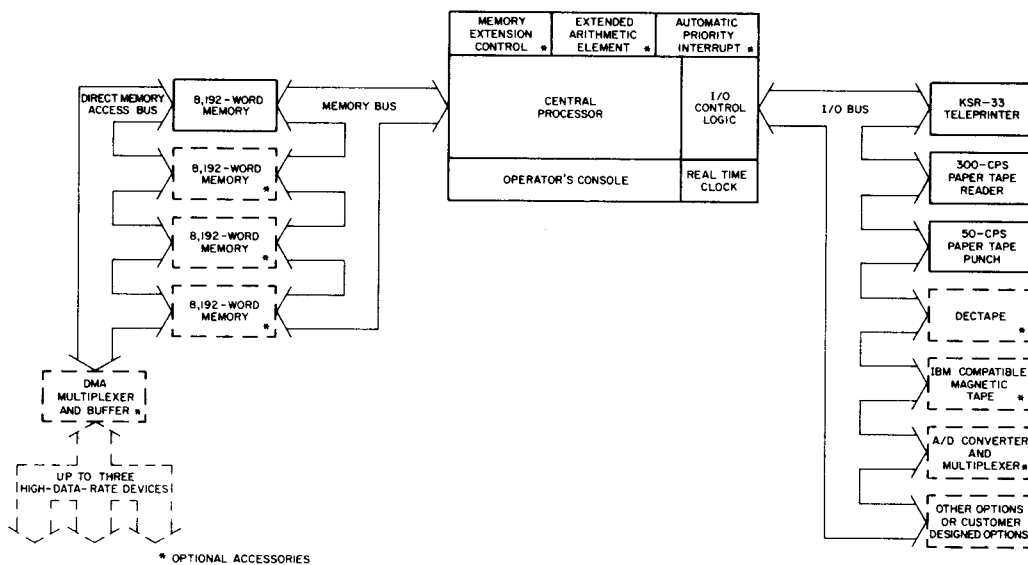 MEMORY
EXTENSION
CONTROL *
EXTENDED
ARITHMETIC
ELEMENT *
AUTOMATIC
PRIORITY
INTERRUPT *
DIRECT MEMORY
ACCESS BUS
8,192-WORD
MEMORY
MEMORY BUS
CENTRAL
PROCESSOR
I/O
CONTROL
LOGIC
I/O BUS
KSR-33
TELEPRINTER
8,192-WORD
MEMORY *
300-CPS
PAPER TAPE
READER
OPERATOR'S CONSOLE
REAL TIME
CLOCK
8,192-WORD
MEMORY *
50-CPS
PAPER TAPE
PUNCH
8,192-WORD
MEMORY *
DECTAPE *
DMA
MULTIPLEXER
AND BUFFER *
IBM COMPATIBLE
MAGNETIC
TAPE *
A/D CONVERTER
AND
MULTIPLEXER *
UP TO THREE
HIGH-DATA-RATE DEVICES
OTHER OPTIONS
OR CUSTOMER
DESIGNED OPTIONS
* OPTIONAL ACCESSORIES